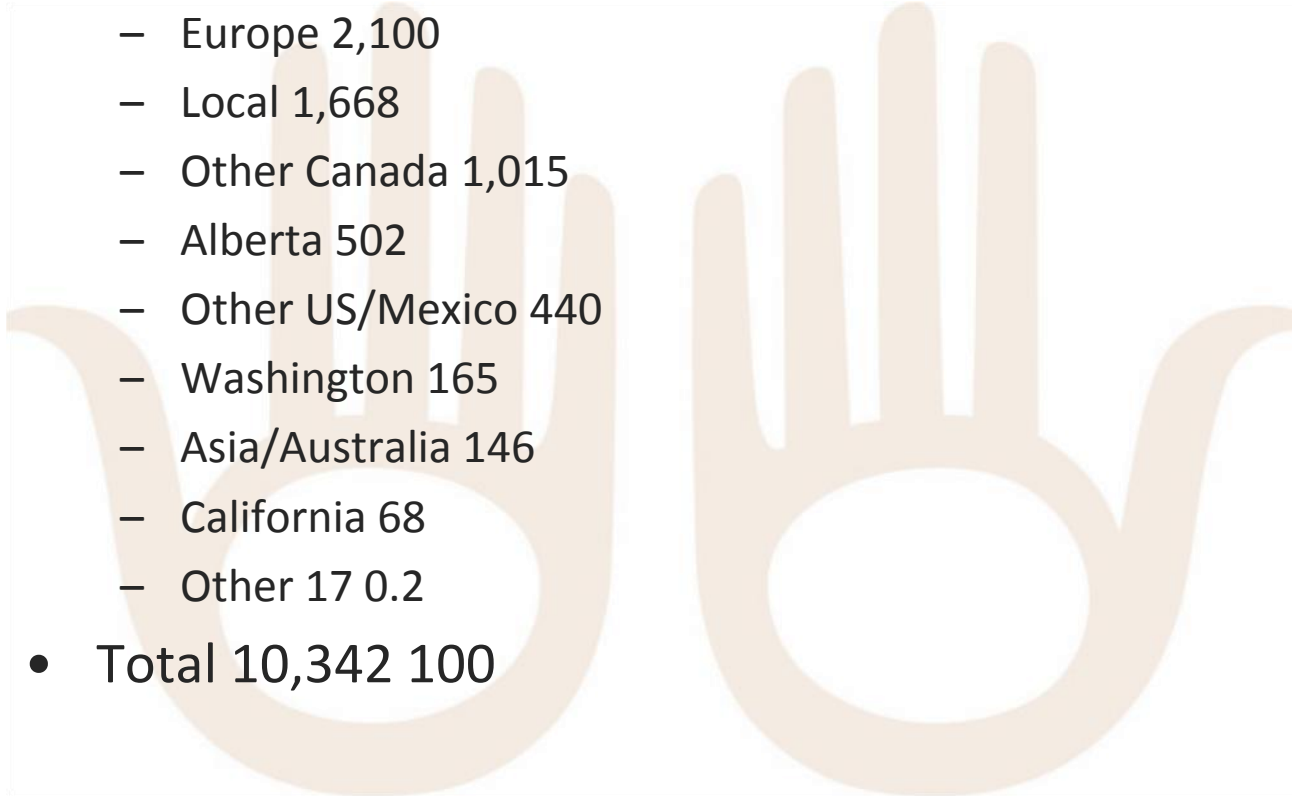 – Europe 2,100
– Local 1,668
– Other Canada 1,015
– Alberta 502
– Other US/Mexico 440
– Washington 165
– Asia/Australia 146
– California 68
– Other 17 0.2
• Total 10,342 100